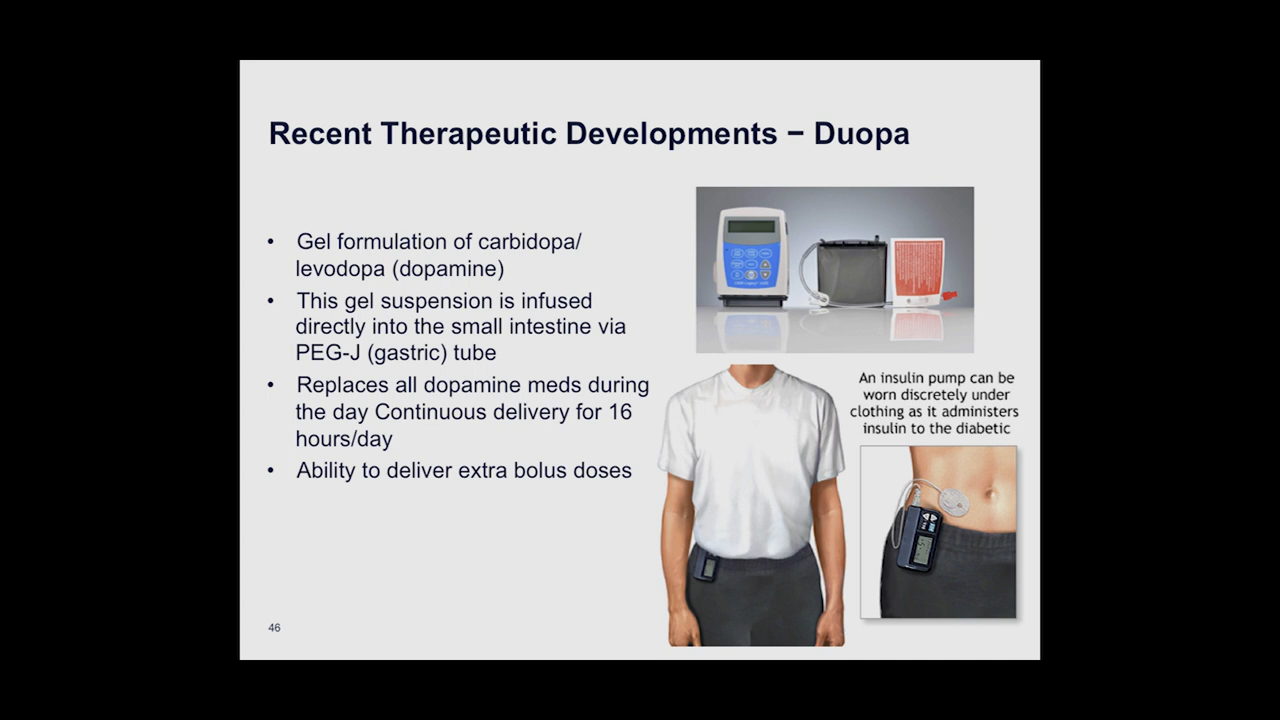 Recent Therapeutic Developments − Duopa
• Gel formulation of carbidopa/
levodopa (dopamine)
• This gel suspension is infused
directly into the small intestine via
PEG-J (gastric) tube
• Replaces all dopamine meds during
the day Continuous delivery for 16
hours/day
• Ability to deliver extra bolus doses
An insulin pump can be
worn discretely under
clothing as it administers
insulin to the diabetic
46